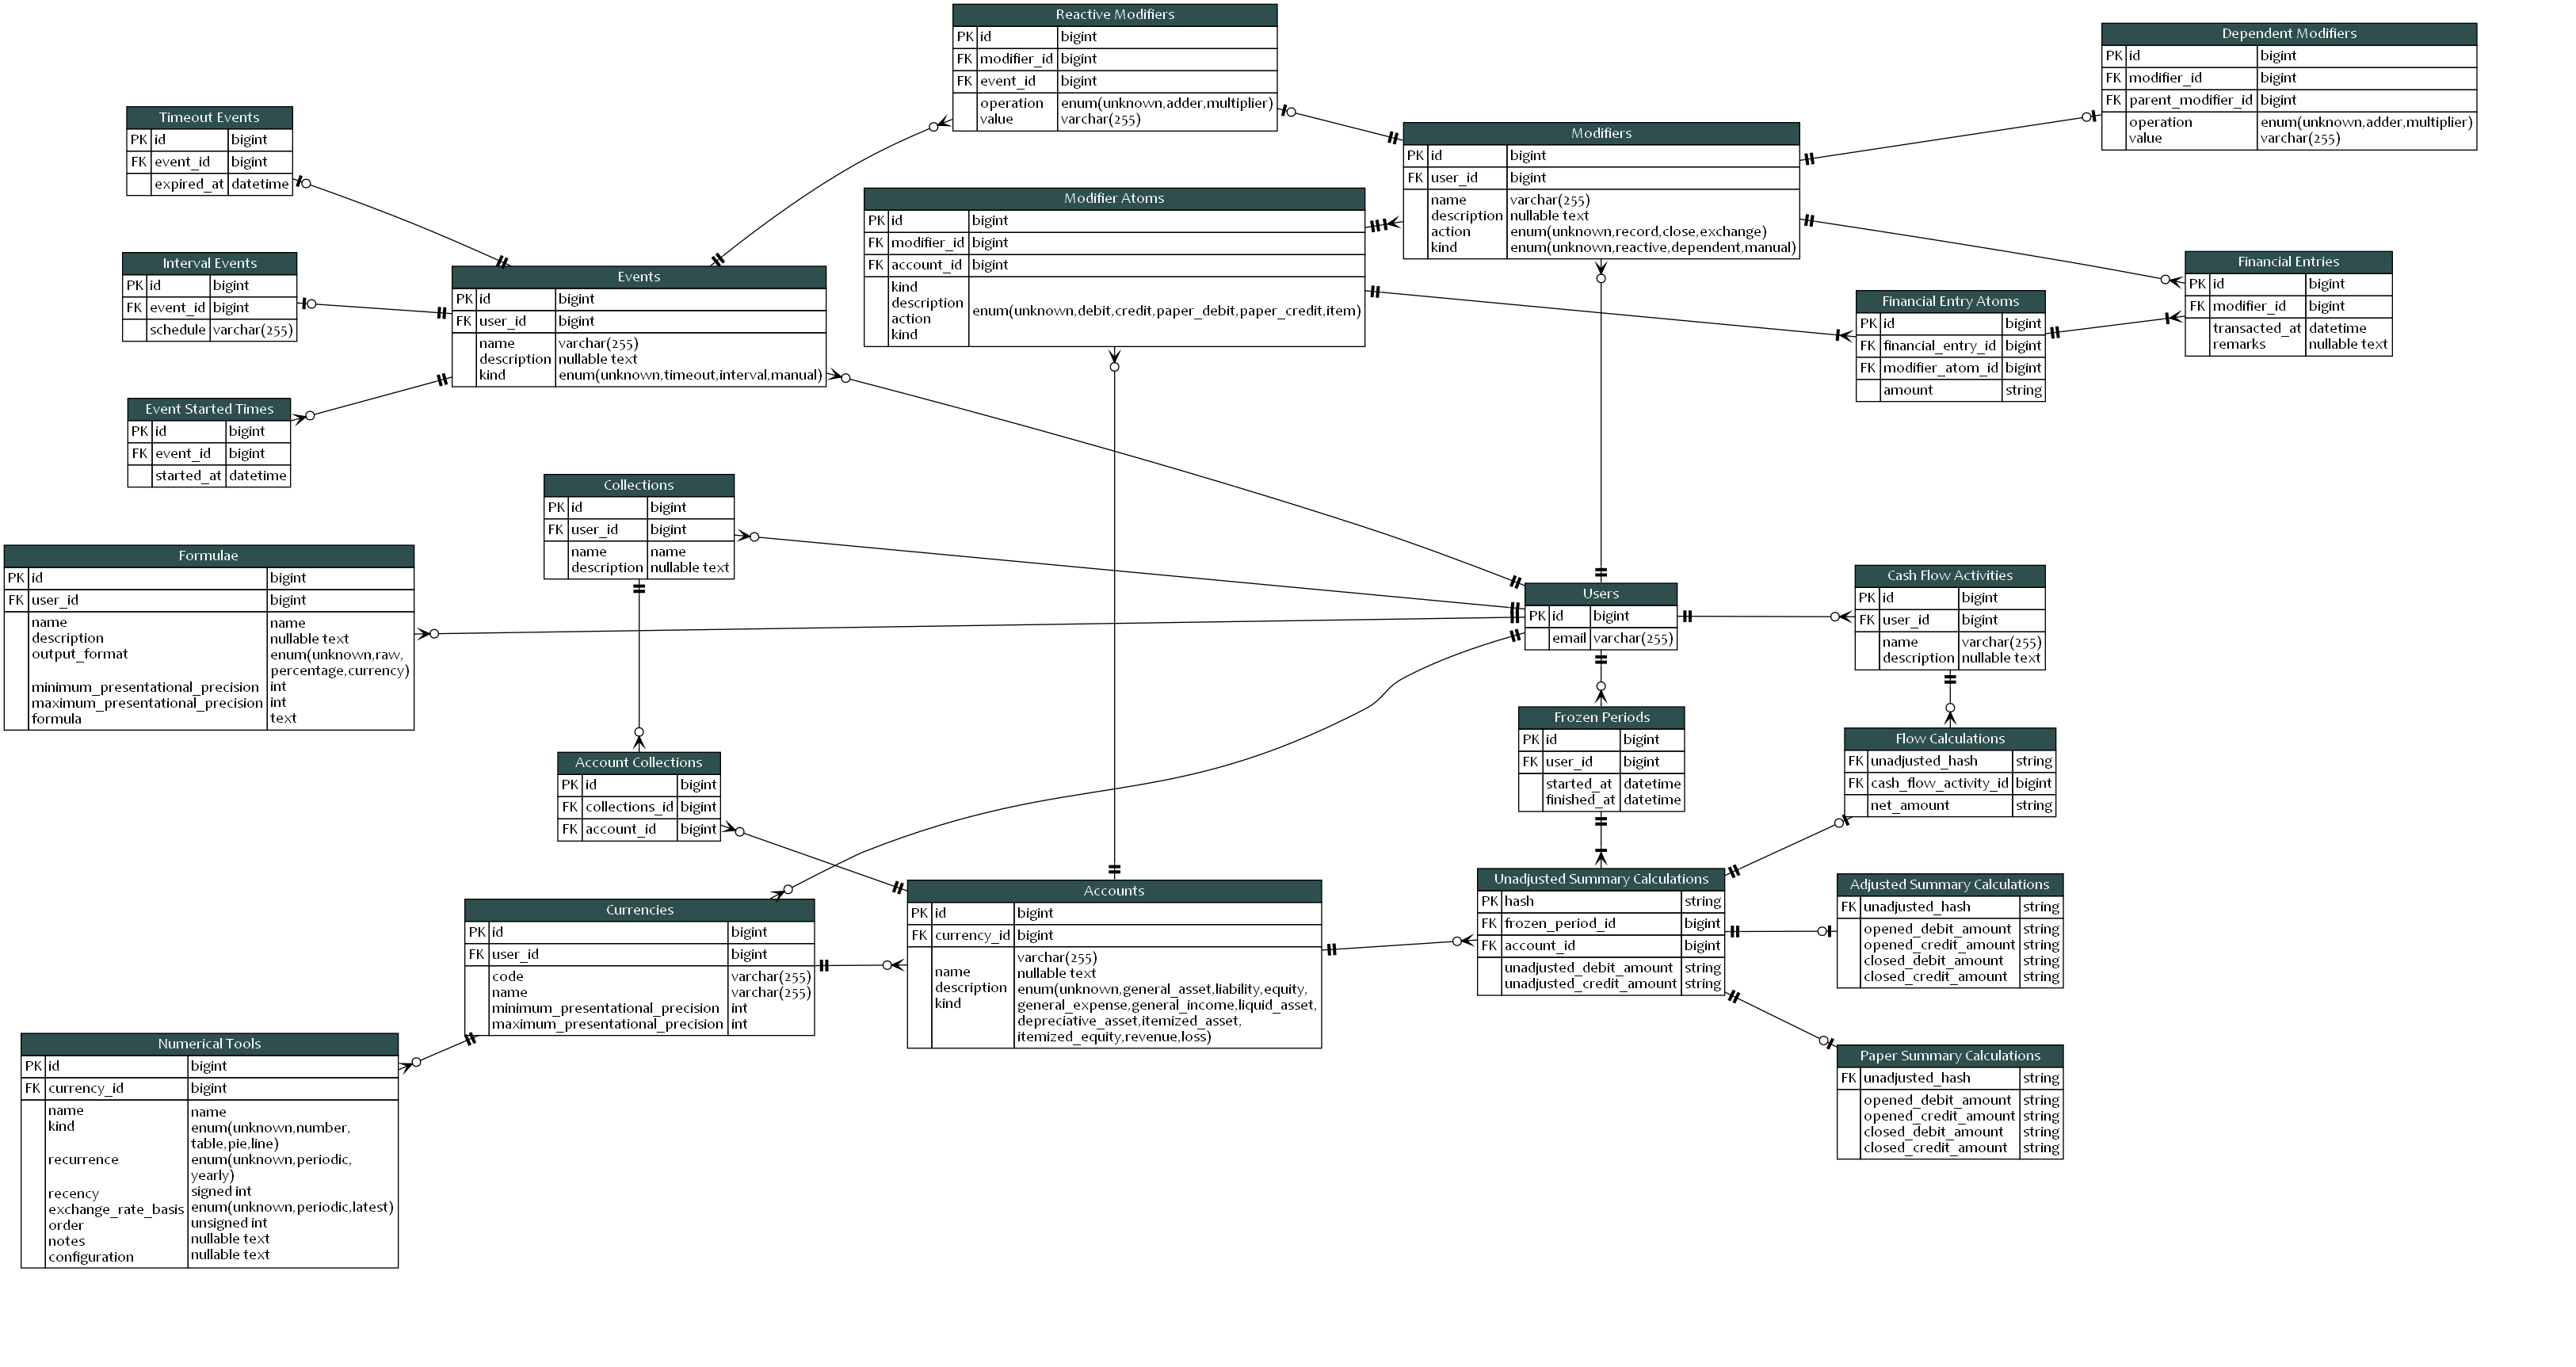 Reactive Modifiers
PK id bigint
FK modifier_id bigint
FK event_id bigint
operation enum(unknown,adder,multiplier)
value varchar(255)
Dependent Modifiers
PK id bigint
FK modifier_id bigint
FK parent_modifier_id bigint
operation enum(unknown,adder,multiplier)
value varchar(255)
Timeout Events
PK id bigint
FK event_id bigint
expired_at datetime
Modifiers
PK id bigint
FK user_id bigint
name varchar(255)
description nullable text
action enum(unknown,record,close,exchange)
kind enum(unknown,reactive,dependent,manual)
Modifier Atoms
PK id bigint
FK modifier_id bigint
FK account_id bigint
kind
description
action
kind
enum(unknown,debit,credit,paper_debit,paper_credit,item)
Interval Events
PK id bigint
FK event_id bigint
schedule varchar(255)
Events
PK id bigint
FK user_id bigint
name varchar(255)
description nullable text
kind enum(unknown,timeout,interval,manual)
Financial Entries
PK id bigint
FK modifier_id bigint
transacted_at datetime
remarks nullable text
Financial Entry Atoms
PK id bigint
FK financial_entry_id bigint
FK modifier_atom_id bigint
amount string
Event Started Times
PK id bigint
FK event_id bigint
started_at datetime
Collections
PK id bigint
FK user_id bigint
name name
description nullable text
Formulae
PK id bigint
FK user_id bigint
name name
description nullable text
output_format enum(unknown,raw,
percentage,currency)
minimum_presentational_precision int
maximum_presentational_precision int
formula text
Users
PK id bigint
email varchar(255)
Cash Flow Activities
PK id bigint
FK user_id bigint
name varchar(255)
description nullable text
Frozen Periods
PK id bigint
FK user_id bigint
started_at datetime
finished_at datetime
Flow Calculations
FK unadjusted_hash string
FK cash_flow_activity_id bigint
net_amount string
Account Collections
PK id bigint
FK collections_id bigint
FK account_id bigint
Currencies
PK id bigint
FK user_id bigint
code varchar(255)
name varchar(255)
minimum_presentational_precision int
maximum_presentational_precision int
Accounts
PK id bigint
FK currency_id bigint
name
description
kind
varchar(255)
nullable text
enum(unknown,general_asset,liability,equity,
general_expense,general_income,liquid_asset,
depreciative_asset,itemized_asset,
itemized_equity,revenue,loss)
Unadjusted Summary Calculations
PK hash string
FK frozen_period_id bigint
FK account_id bigint
unadjusted_debit_amount string
unadjusted_credit_amount string
Adjusted Summary Calculations
FK unadjusted_hash string
opened_debit_amount string
opened_credit_amount string
closed_debit_amount string
closed_credit_amount string
Numerical Tools
PK id bigint
FK currency_id bigint
name name
kind enum(unknown,number,
table,pie,line)
recurrence enum(unknown,periodic,
yearly)
recency signed int
exchange_rate_basis enum(unknown,periodic,latest)
order unsigned int
notes nullable text
configuration nullable text
Paper Summary Calculations
FK unadjusted_hash string
opened_debit_amount string
opened_credit_amount string
closed_debit_amount string
closed_credit_amount string